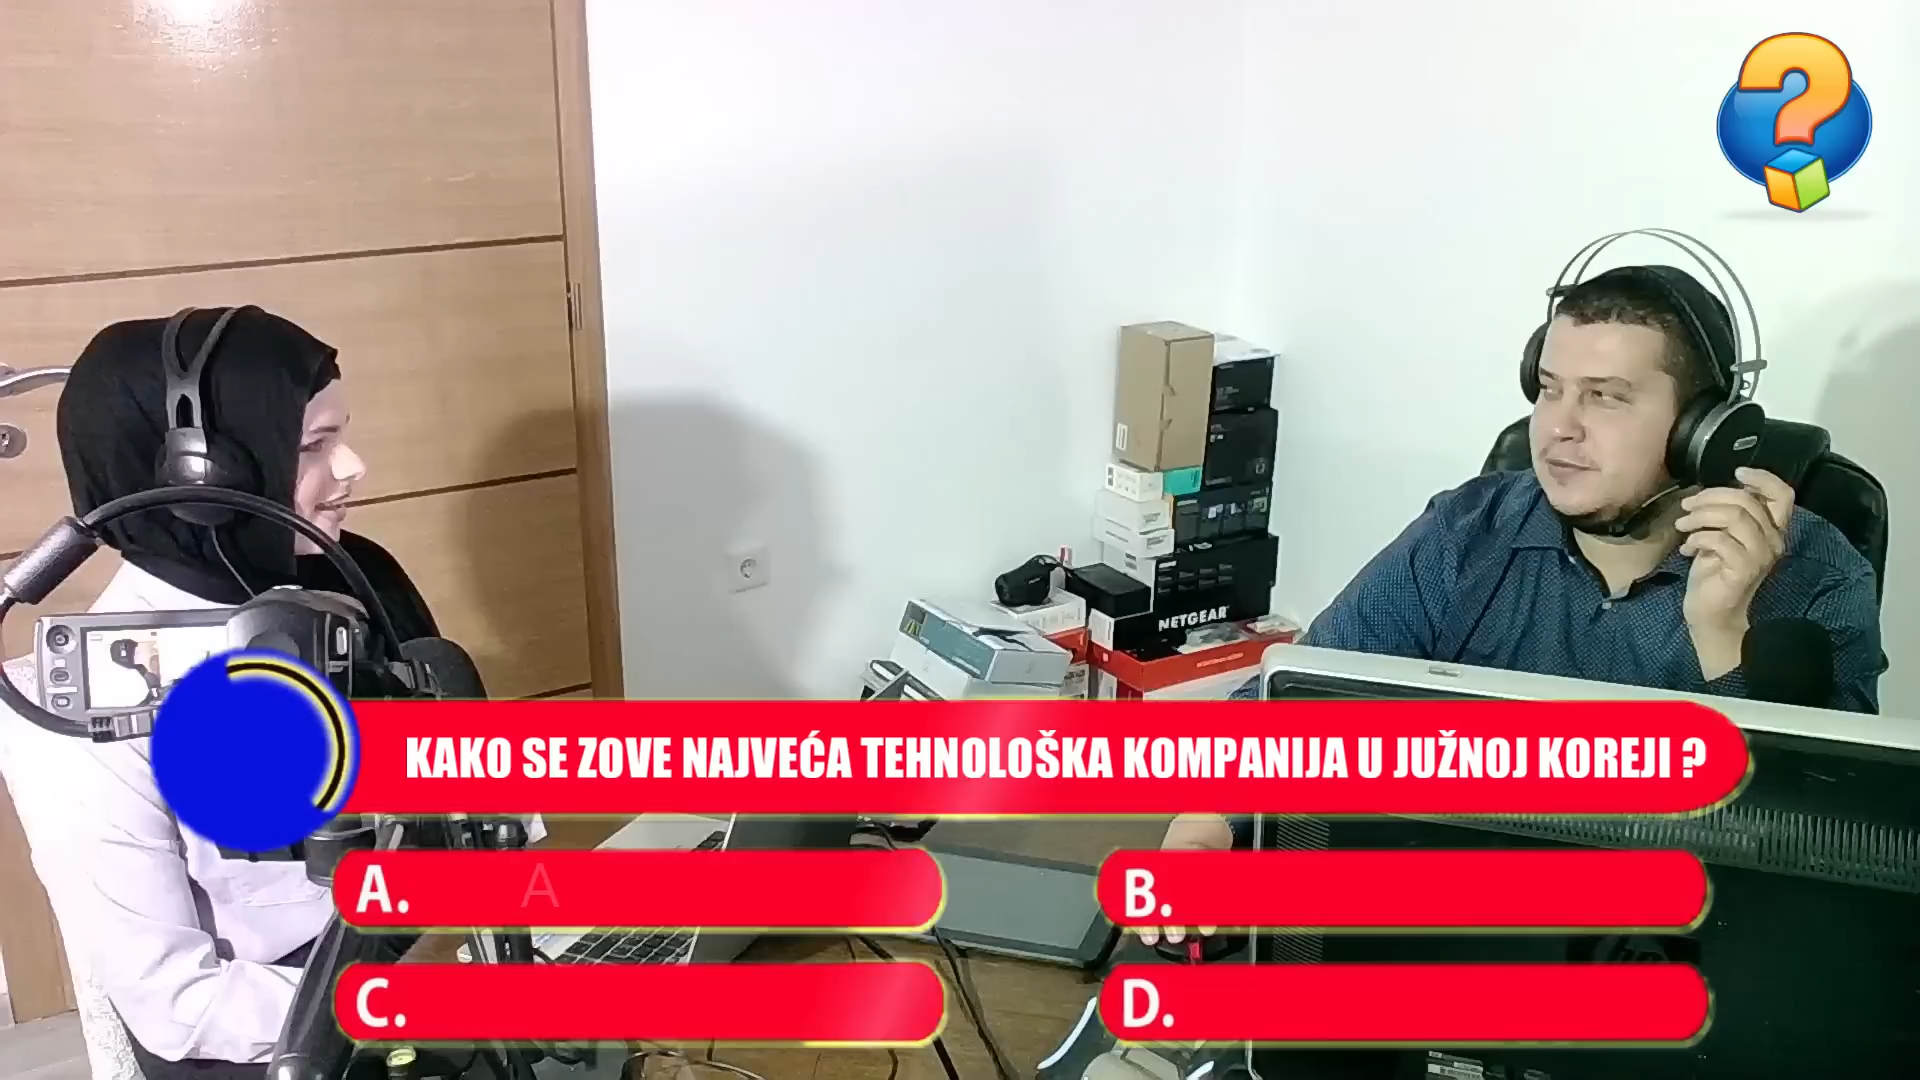 NETGEAR
KAKO SE ZOVE NAJVEĆA TEHNOLOŠKA KOMPANIJA U JUŽNOJ KOREJI ?
A. A
B.
C.
D.